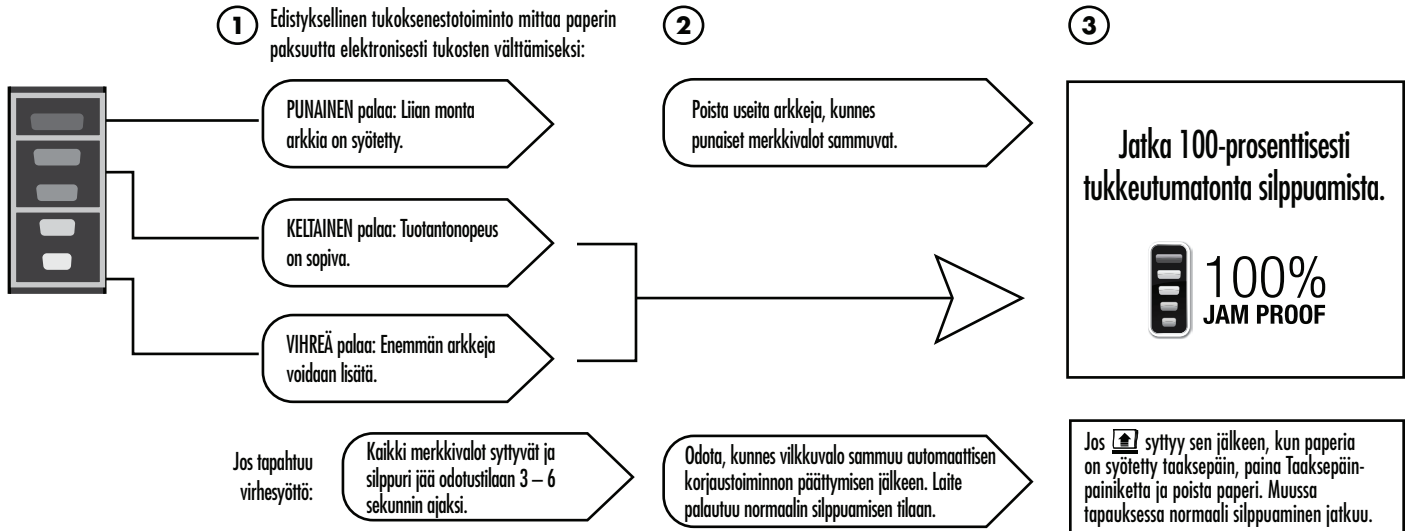 1
Edistyksellinen tukoksenestotoiminto mittaa paperin
paksuutta elektronisesti tukosten välttämiseksi:
PUNAINEN palaa: Liian monta
arkkia on syötetty.
KELTAINEN palaa: Tuotantonopeus
on sopiva.
VIHREÄ palaa: Enemmän arkkeja
voidaan lisätä.
2
Poista useita arkkeja, kunnes
punaiset merkkivalot sammuvat.
3
Jatka 100-prosenttisesti
tukkeutumatonta silppuamista.
100%
JAM PROOF
Jos tapahtuu
virhesyöttö:
Kaikki merkkivalot syttyvät ja
silppuri jää odotustilaan 3 – 6
sekunnin ajaksi.
Odota, kunnes vilkkuvalo sammuu automaattisen
korjaustoiminnon päättymisen jälkeen. Laite
palautuu normaalin silppuamisen tilaan.
Jos syttyy sen jälkeen, kun paperia
on syötetty taaksepäin, paina Taaksepäin-
painiketta ja poista paperi. Muussa
tapauksessa normaali silppuaminen jatkuu.